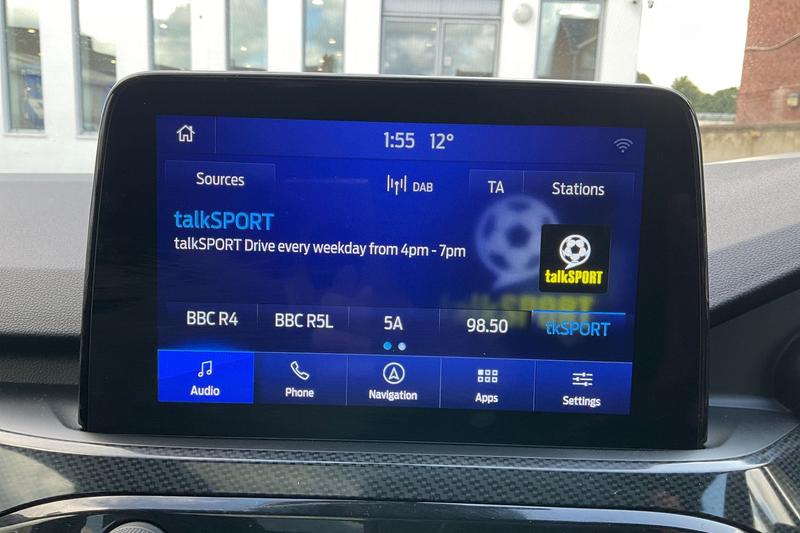 1:55 12°
Sources
DAB
TA
Stations
talkSPORT
talkSPORT Drive every weekday from 4pm - 7pm
talkSPORT
talkSPORT
BBC R4
BBC R5L
5A
98.50
tkSPORT
Audio
Phone
Navigation
Apps
Settings